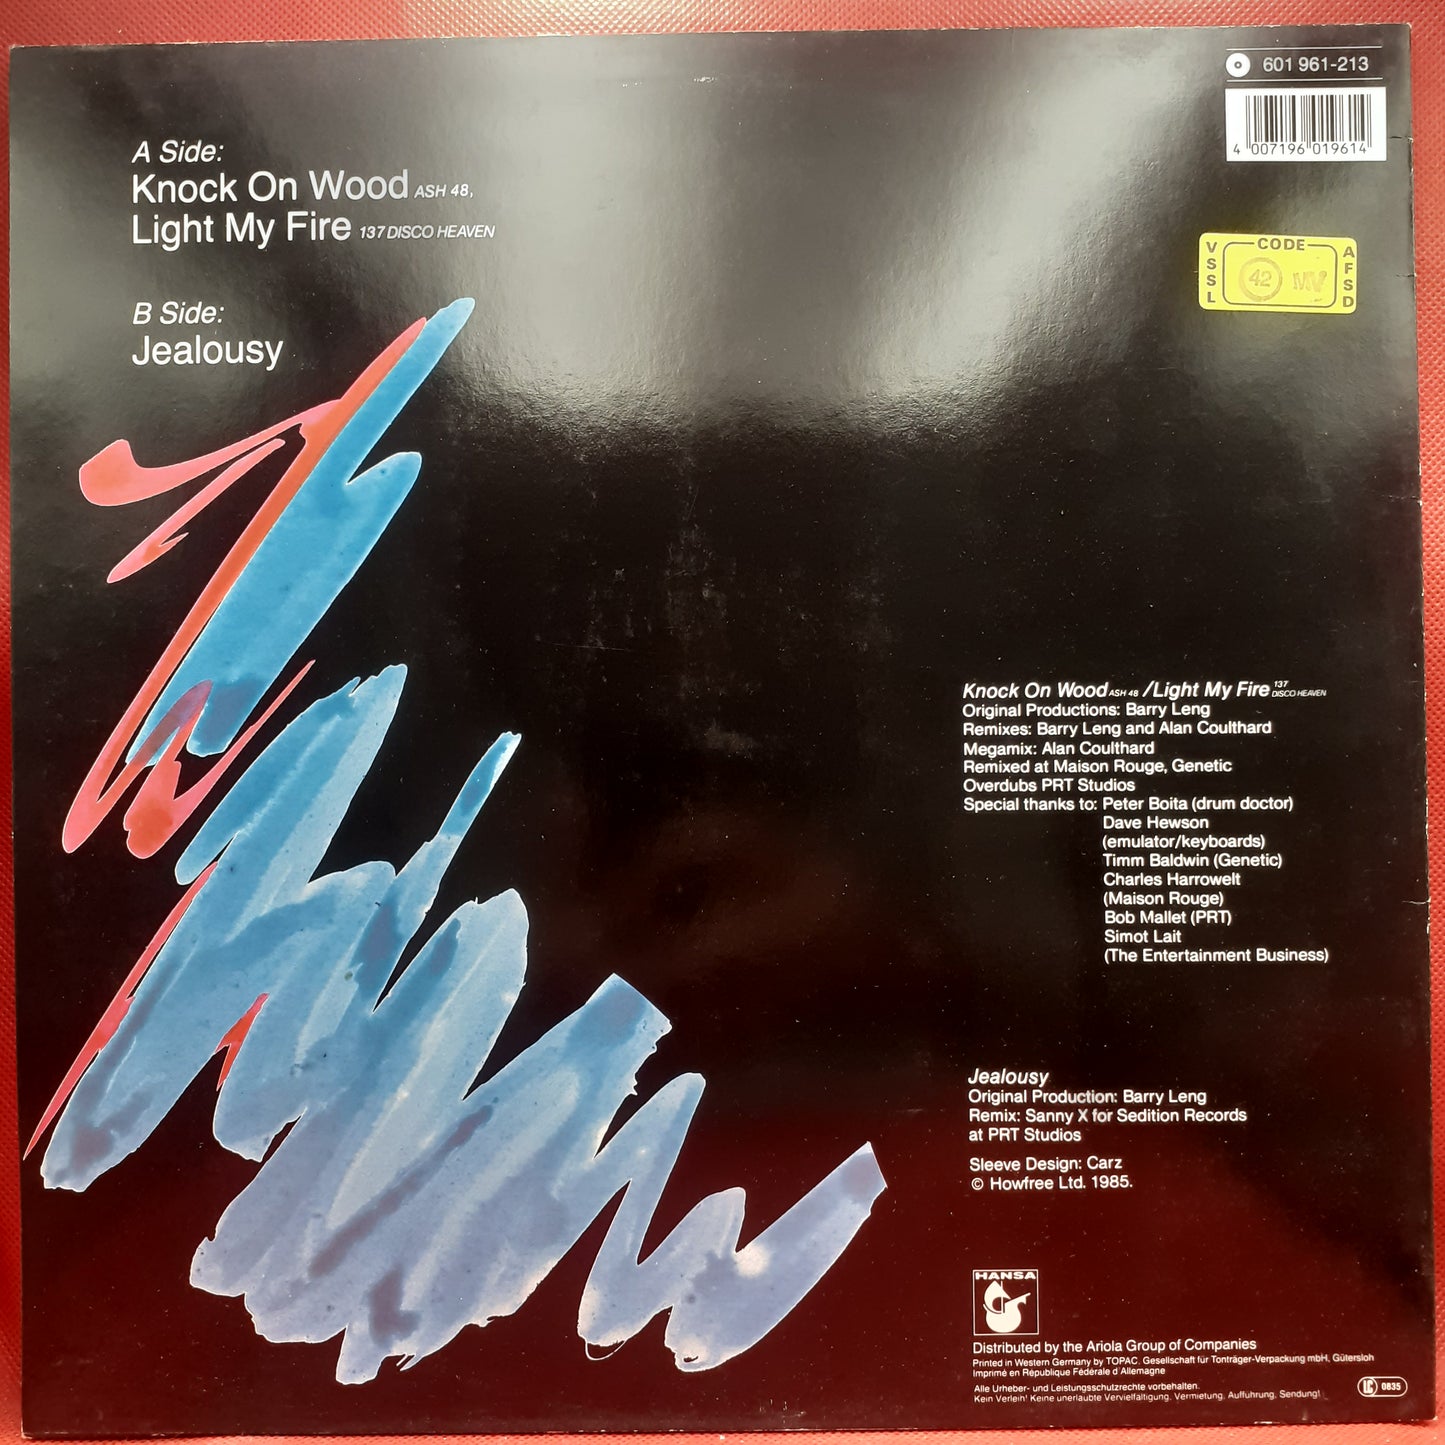 601 961-213
4 007196 019614
VSSL CODE AFSD
42 MV
A Side:
Knock On Wood ASH 48,
Light My Fire 137 DISCO HEAVEN
B Side:
Jealousy
Knock On Wood ASH 48 /Light My Fire 137 DISCO HEAVEN
Original Productions: Barry Leng
Remixes: Barry Leng and Alan Coulthard
Megamix: Alan Coulthard
Remixed at Maison Rouge, Genetic
Overdubs PRT Studios
Special thanks to: Peter Boita (drum doctor)
Dave Hewson
(emulator/keyboards)
Timm Baldwin (Genetic)
Charles Harrowelt
(Maison Rouge)
Bob Mallet (PRT)
Simot Lait
(The Entertainment Business)
Jealousy
Original Production: Barry Leng
Remix: Sanny X for Sedition Records
at PRT Studios
Sleeve Design: Carz
© Howfree Ltd. 1985.
HANSA
Distributed by the Ariola Group of Companies
Printed in Western Germany by TOPAC. Gesellschaft für Tonträger-Verpackung mbH, Gütersloh
Imprimé en République Fédérale d'Allemagne
Alle Urheber- und Leistungsschutzrechte vorbehalten.
Kein Verleih! Keine unerlaubte Vervielfältigung, Vermietung, Aufführung, Sendung!
LC 0835